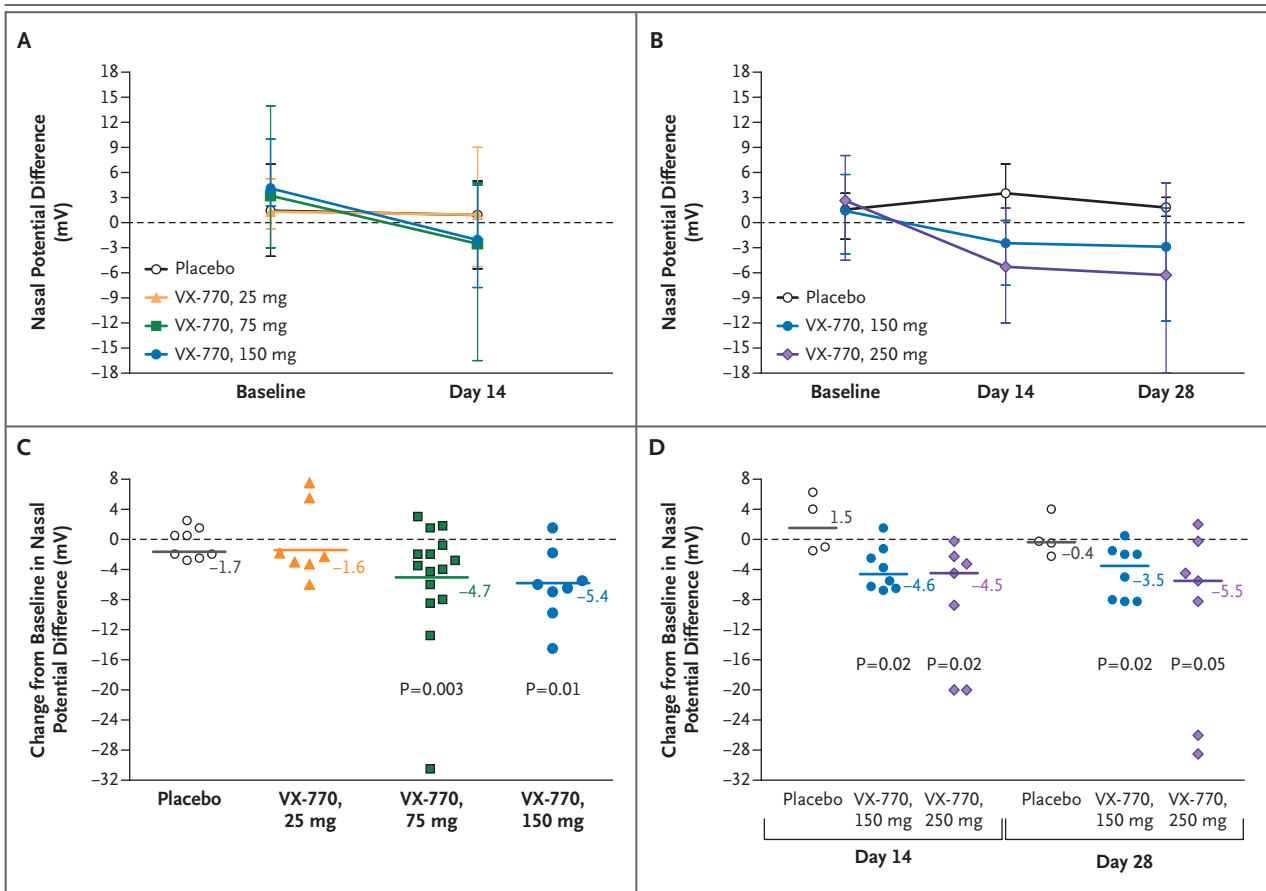 A
Nasal Potential Difference
(mV)
18
15
12
9
6
3
0
−3
−6
−9
−12
−15
−18
Placebo
VX-770, 25 mg
VX-770, 75 mg
VX-770, 150 mg
Baseline
Day 14
B
Nasal Potential Difference
(mV)
18
15
12
9
6
3
0
−3
−6
−9
−12
−15
−18
Placebo
VX-770, 150 mg
VX-770, 250 mg
Baseline
Day 14
Day 28
C
Change from Baseline in Nasal
Potential Difference (mV)
8
4
0
−4
−8
−12
−16
−20
−24
−28
−32
−1.7
−1.6
−4.7
−5.4
P=0.003
P=0.01
Placebo
VX-770,
25 mg
VX-770,
75 mg
VX-770,
150 mg
D
Change from Baseline in Nasal
Potential Difference (mV)
8
4
0
−4
−8
−12
−16
−20
−24
−28
−32
1.5
−4.6
−4.5
−0.4
−3.5
−5.5
P=0.02
P=0.02
P=0.02
P=0.05
Placebo
VX-770,
150 mg
VX-770,
250 mg
Placebo
VX-770,
150 mg
VX-770,
250 mg
Day 14
Day 28